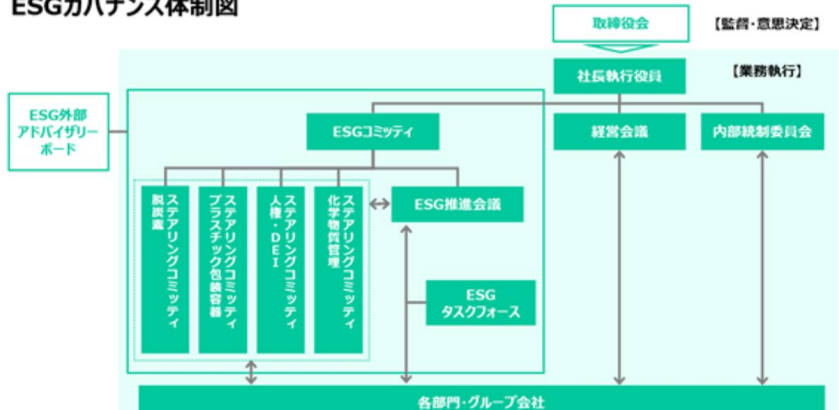 ESGガバナンス体制図
取締役会
【監督・意思決定】
社長執行役員
【業務執行】
ESG外部
アドバイザリー
ボード
ESGコミッティ
経営会議
内部統制委員会
脱炭素
ステアリングコミッティ
プラスチック包装容器
ステアリングコミッティ
人権・DEI
ステアリングコミッティ
化学物質管理
ステアリングコミッティ
ESG推進会議
ESG
タスクフォース
各部門・グループ会社